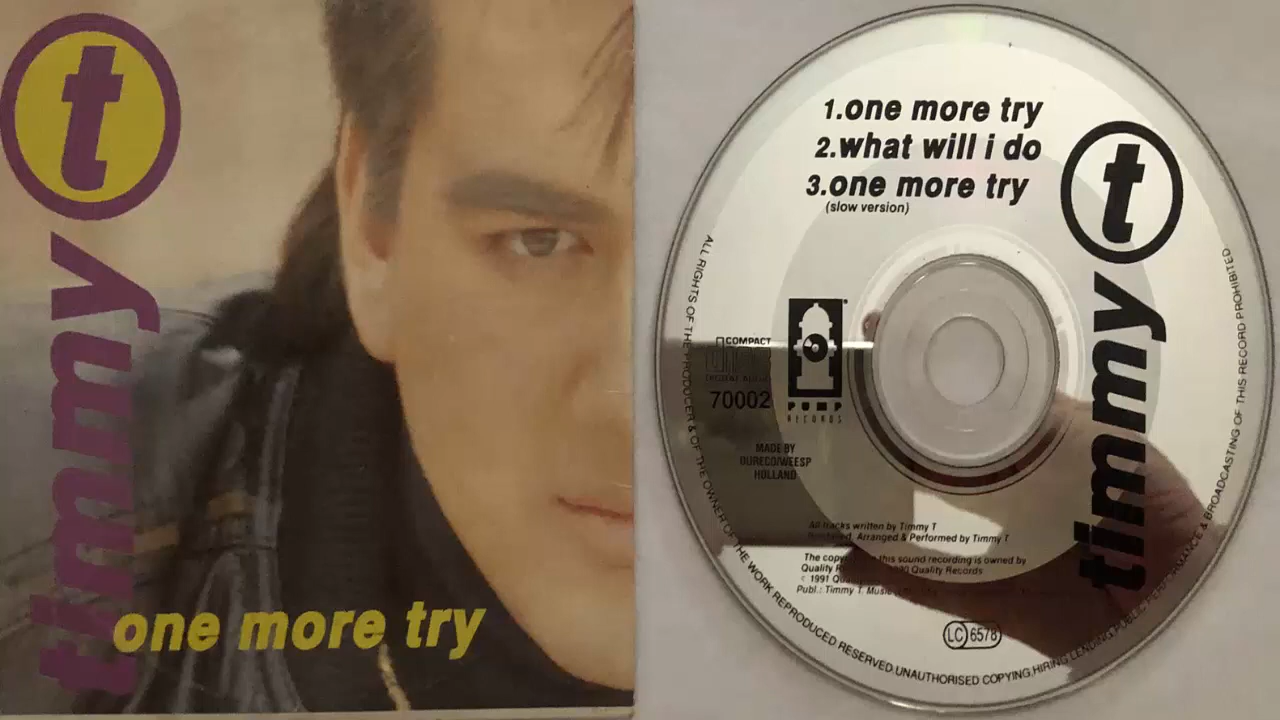 t
timmy
one more try
1.one more try
2.what will i do
3.one more try
(slow version)
t
timmy
COMPACT
DIGITAL AUDIO
70002
PUMP
RECORDS
MADE BY
DURECO/WEESP
HOLLAND
All tracks written by Timmy T
Produced, Arranged & Performed by Timmy T
The this sound recording is owned by
Quality Quality Records
© 1991
Publ.: Timmy T. Music
LC 6578
ALL RIGHTS OF THE PRODUCER & OF THE OWNER OF THE WORK REPRODUCED RESERVED.UNAUTHORISED COPYING,HIRING LENDING,PUBLIC PERFORMANCE & BROADCASTING OF THIS RECORD PROHIBITED